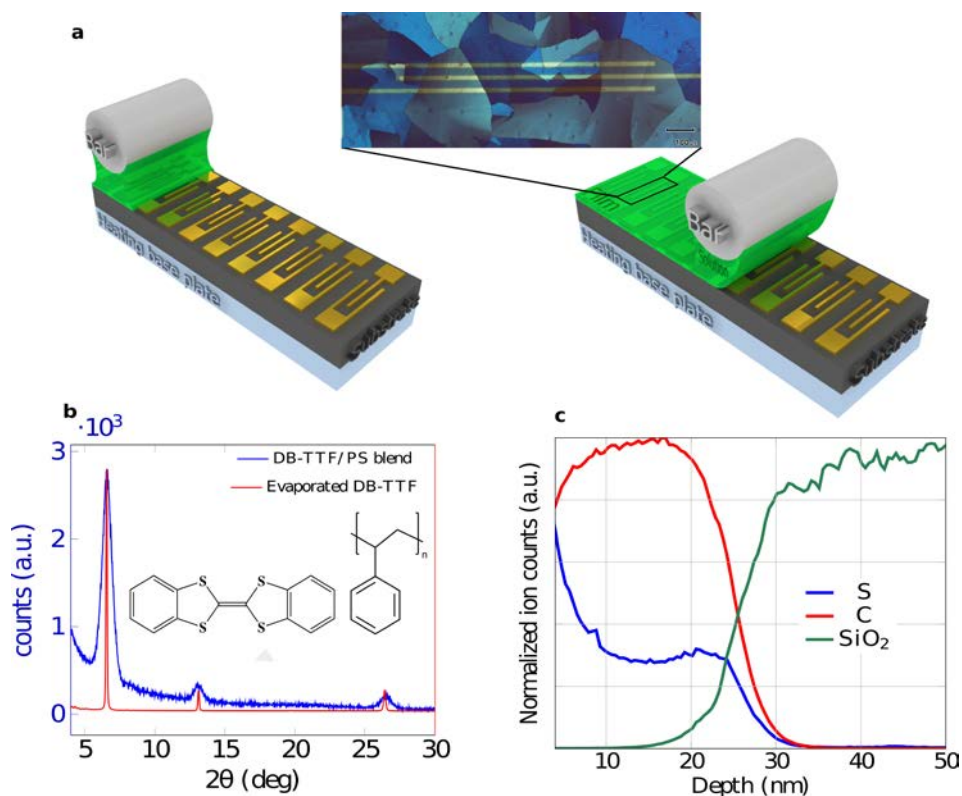 a
Bar
Heating base plate
Bar
Heating base plate
b
·10³
3
2
1
0
counts (a.u.)
DB-TTF/PS blend
Evaporated DB-TTF
S
S
S
S
n
5
10
15
20
25
30
2θ (deg)
c
Normalized ion counts (a.u.)
S
C
SiO₂
10
20
30
40
50
Depth (nm)